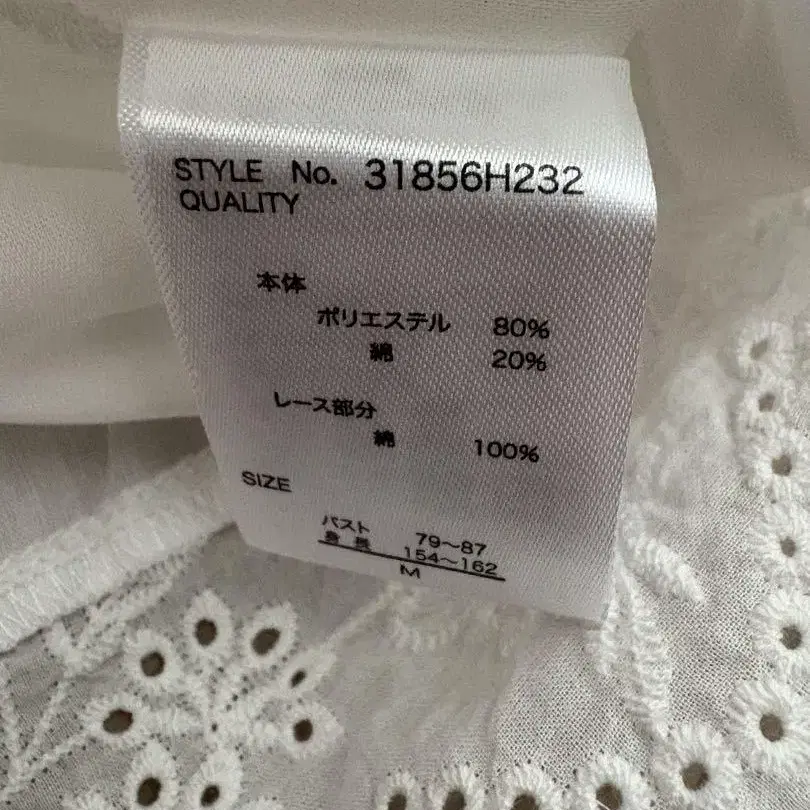 STYLE No. 31856H232
QUALITY
本体
ポリエステル 80%
綿 20%
レース部分
綿 100%
SIZE
バスト 79～87
身長 154～162
M